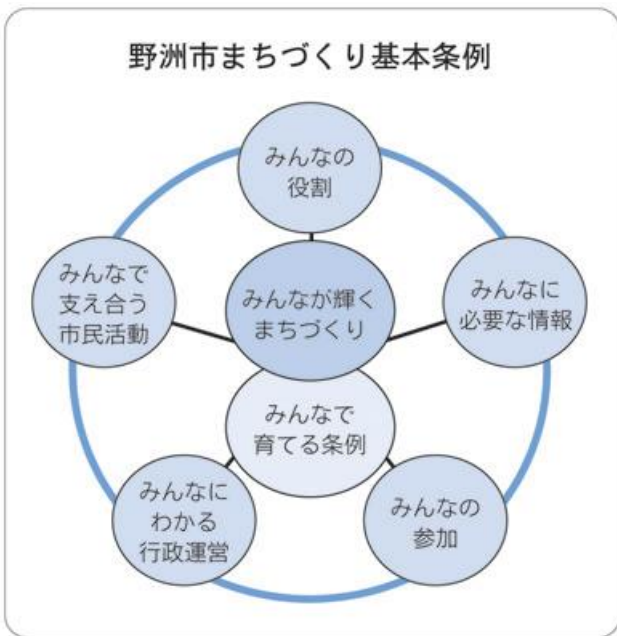 野洲市まちづくり基本条例
みんなの
役割
みんなで
支え合う
市民活動
みんなが輝く
まちづくり
みんなに
必要な情報
みんなで
育てる条例
みんなに
わかる
行政運営
みんなの
参加